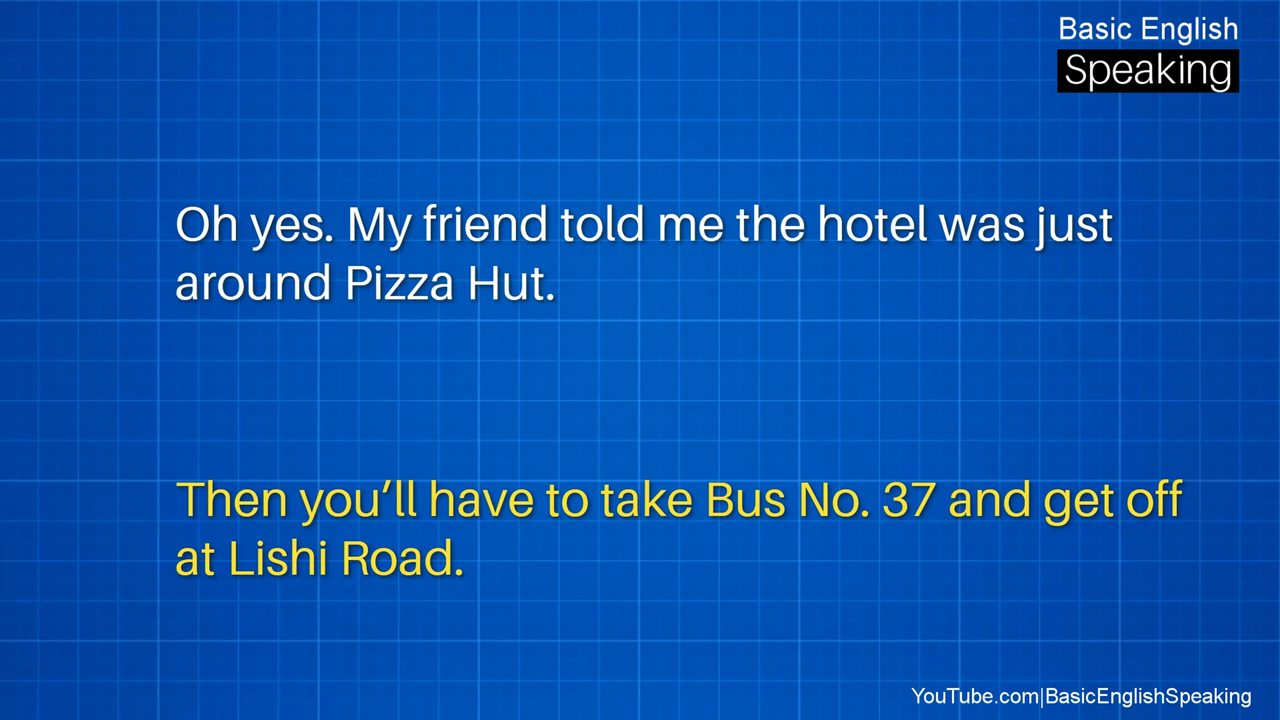 Basic English
Speaking
Oh yes. My friend told me the hotel was just
around Pizza Hut.
Then you’ll have to take Bus No. 37 and get off
at Lishi Road.
YouTube.com|BasicEnglishSpeaking